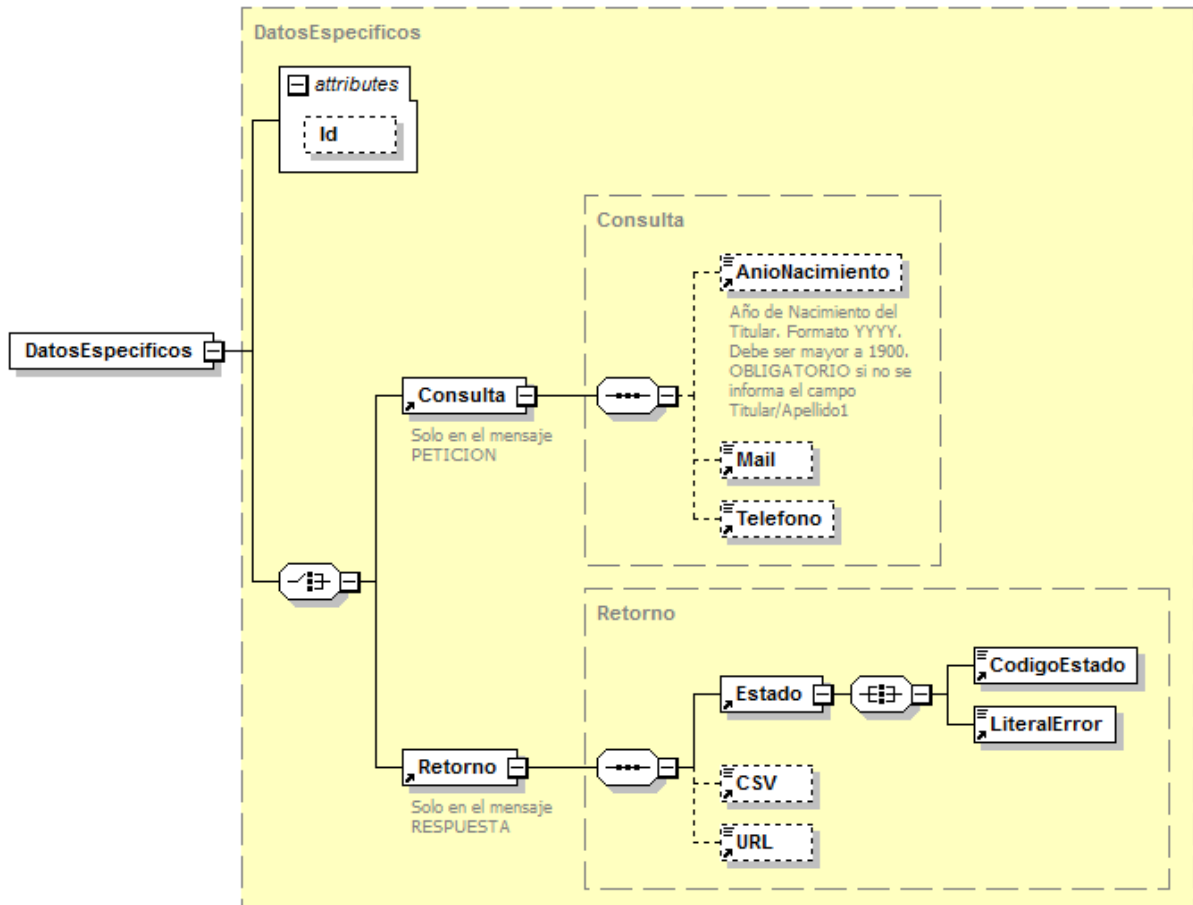 DatosEspecificos
attributes
Id
Consulta
AnioNacimiento
Año de Nacimiento del
Titular. Formato YYYY.
Debe ser mayor a 1900.
OBLIGATORIO si no se
informa el campo
Titular/Apellido1
DatosEspecificos
Consulta
Solo en el mensaje
PETICION
Mail
Telefono
Retorno
Estado
CodigoEstado
LiteralError
Retorno
Solo en el mensaje
RESPUESTA
CSV
URL